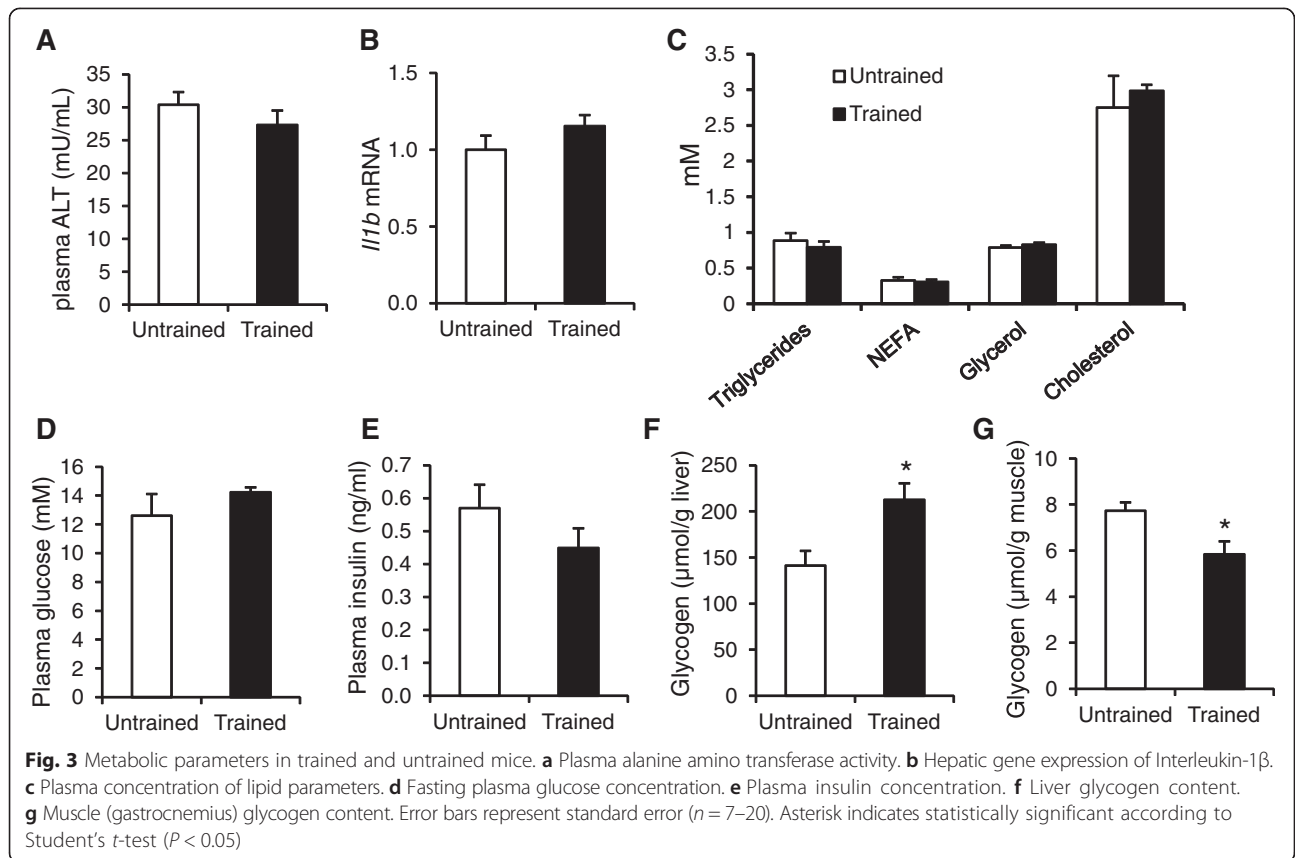 A
plasma ALT (mU/mL)
35
30
25
20
15
10
5
0
Untrained Trained
B
Il1b mRNA
1.5
1.0
0.5
0.0
Untrained Trained
C
mM
3.5
3
2.5
2
1.5
1
0.5
0
Untrained
Trained
Triglycerides
NEFA
Glycerol
Cholesterol
D
Plasma glucose (mM)
16
14
12
10
8
6
4
2
0
Untrained Trained
E
Plasma insulin (ng/ml)
0.7
0.6
0.5
0.4
0.3
0.2
0.1
0.0
Untrained Trained
F
Glycogen (µmol/g liver)
250
200
150
100
50
0
*
Untrained Trained
G
Glycogen (µmol/g muscle)
10
8
6
4
2
0
*
Untrained Trained
Fig. 3 Metabolic parameters in trained and untrained mice. a Plasma alanine amino transferase activity. b Hepatic gene expression of Interleukin-1β.
c Plasma concentration of lipid parameters. d Fasting plasma glucose concentration. e Plasma insulin concentration. f Liver glycogen content.
g Muscle (gastrocnemius) glycogen content. Error bars represent standard error (n = 7–20). Asterisk indicates statistically significant according to
Student's t-test (P < 0.05)